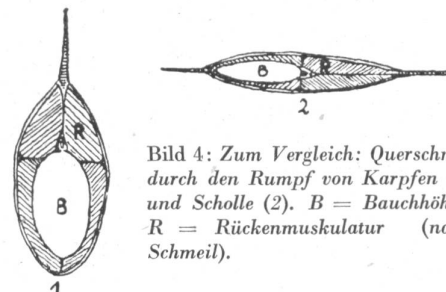 R
B
1
B
R
2
Bild 4: Zum Vergleich: Querschn
durch den Rumpf von Karpfen
und Scholle (2). B = Bauchhöh
R = Rückenmuskulatur (na
Schmeil).